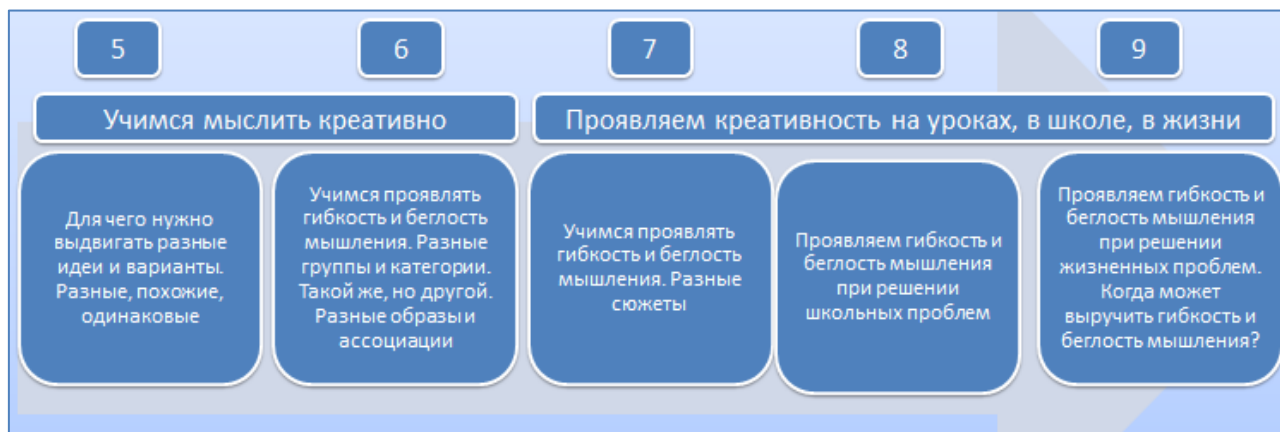 5
6
7
8
9
Учимся мыслить креативно
Проявляем креативность на уроках, в школе, в жизни
Для чего нужно
выдвигать разные
идеи и варианты.
Разные, похожие,
одинаковые
Учимся проявлять
гибкость и беглость
мышления. Разные
группы и категории.
Такой же, но другой.
Разные образы и
ассоциации
Учимся проявлять
гибкость и беглость
мышления. Разные
сюжеты
Проявляем гибкость и
беглость мышления
при решении
школьных проблем
Проявляем гибкость и
беглость мышления
при решении
жизненных проблем.
Когда может
выручить гибкость и
беглость мышления?